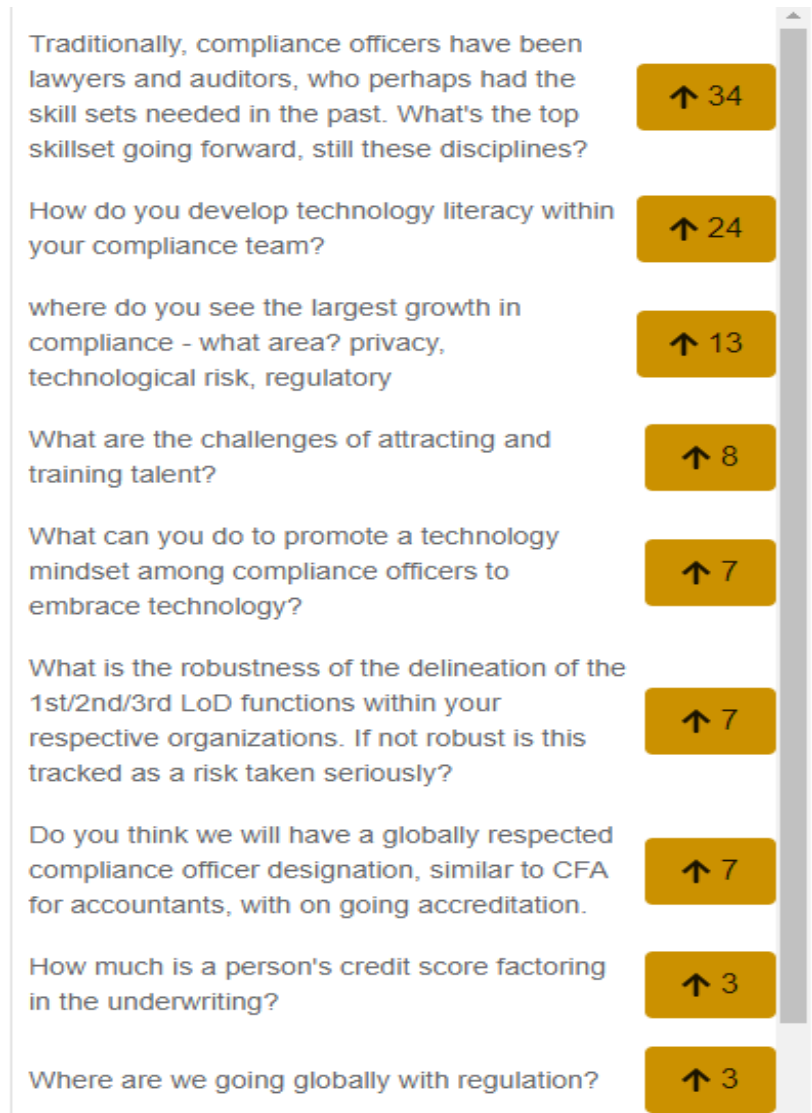 Traditionally, compliance officers have been
lawyers and auditors, who perhaps had the
skill sets needed in the past. What's the top
skillset going forward, still these disciplines?
↑ 34
How do you develop technology literacy within
your compliance team?
↑ 24
where do you see the largest growth in
compliance - what area? privacy,
technological risk, regulatory
↑ 13
What are the challenges of attracting and
training talent?
↑ 8
What can you do to promote a technology
mindset among compliance officers to
embrace technology?
↑ 7
What is the robustness of the delineation of the
1st/2nd/3rd LoD functions within your
respective organizations. If not robust is this
tracked as a risk taken seriously?
↑ 7
Do you think we will have a globally respected
compliance officer designation, similar to CFA
for accountants, with on going accreditation.
↑ 7
How much is a person's credit score factoring
in the underwriting?
↑ 3
Where are we going globally with regulation?
↑ 3